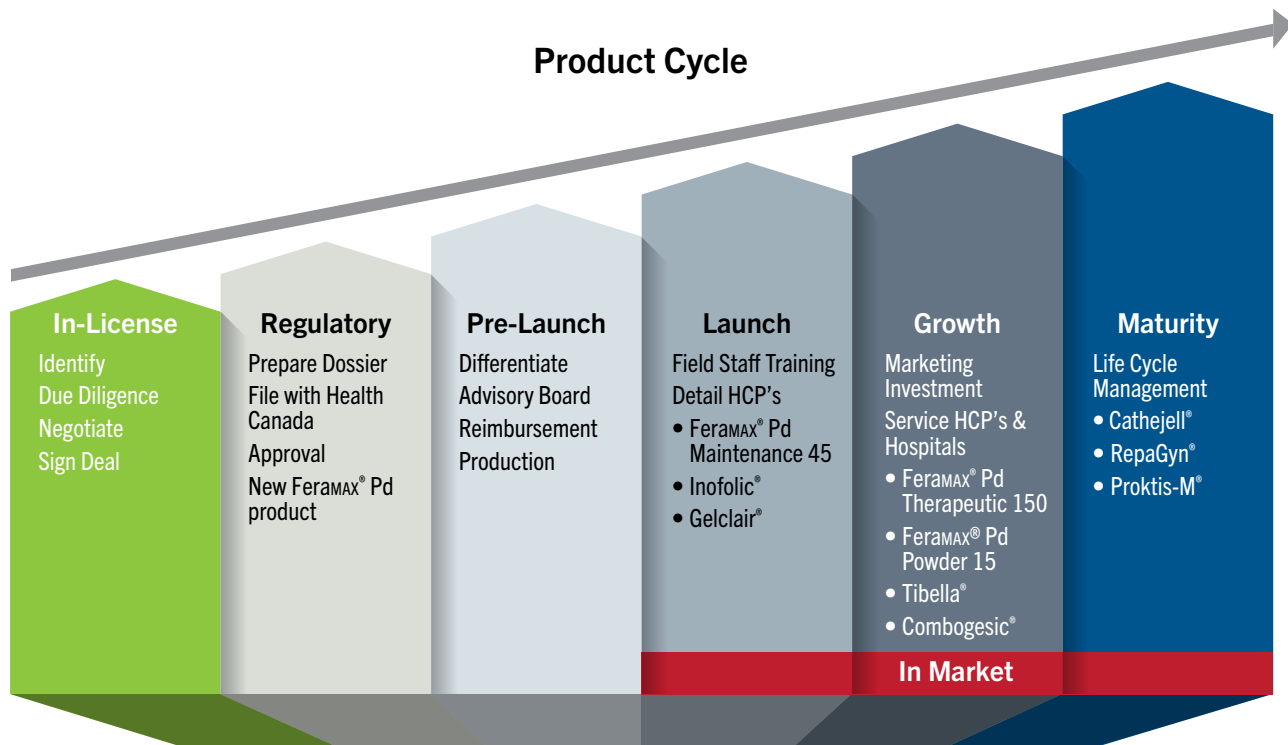 Product Cycle
In-License
Identify
Due Diligence
Negotiate
Sign Deal
Regulatory
Prepare Dossier
File with Health
Canada
Approval
New FeraMAX® Pd
product
Pre-Launch
Differentiate
Advisory Board
Reimbursement
Production
Launch
Field Staff Training
Detail HCP's
• FeraMAX® Pd
Maintenance 45
• Inofolic®
• Gelclair®
Growth
Marketing
Investment
Service HCP's &
Hospitals
• FeraMAX® Pd
Therapeutic 150
• FeraMAX® Pd
Powder 15
• Tibella®
• Combogesic®
Maturity
Life Cycle
Management
• Cathejell®
• RepaGyn®
• Proktis-M®
In Market